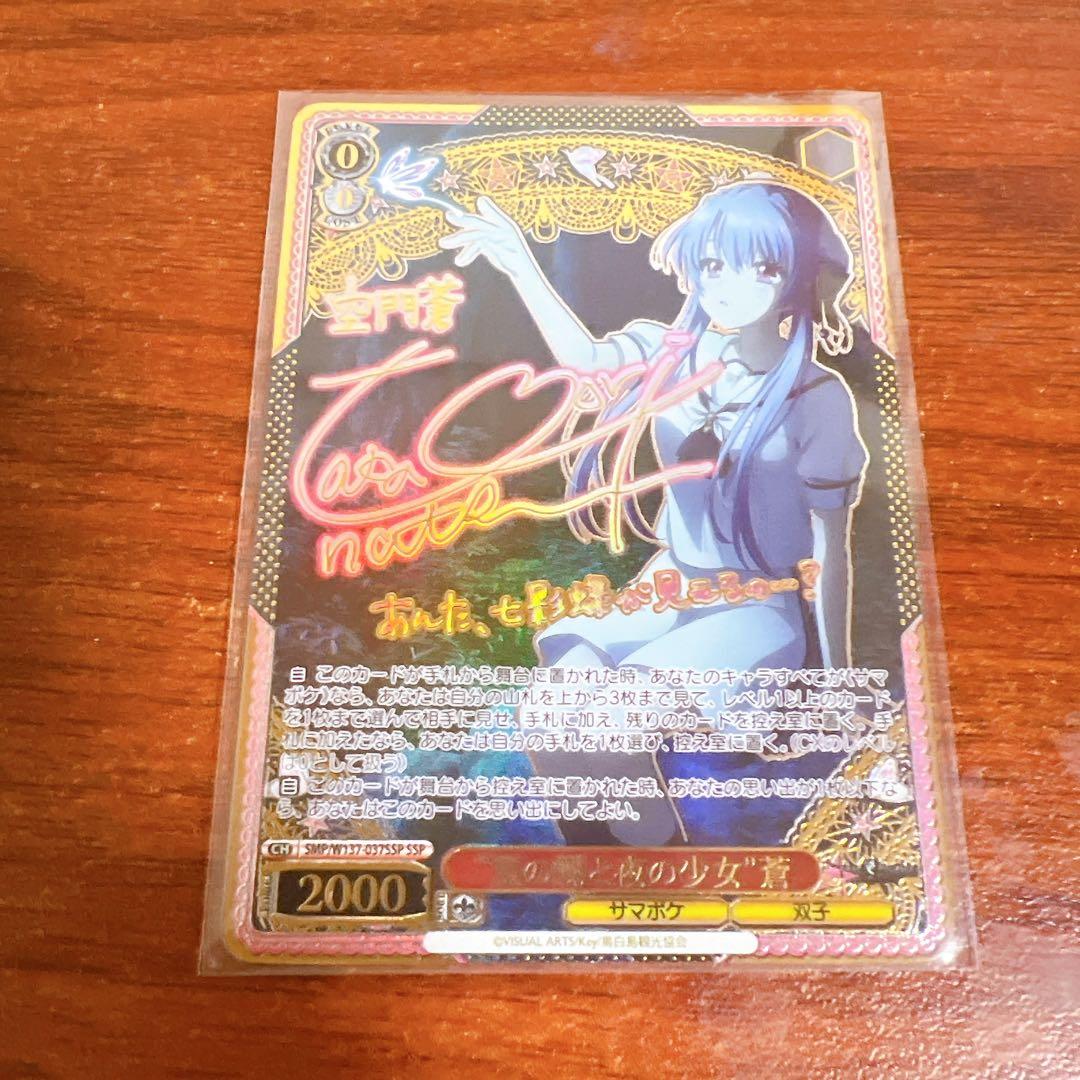 0
0
COST
空門蒼
あんた、七影蝶が見えるの…?
自 このカードが手札から舞台に置かれた時、あなたのキャラすべてが《サマ
ポケ》なら、あなたは自分の山札を上から3枚まで見て、レベル1以上のカード
を1枚まで選んで相手に見せ、手札に加え、残りのカードを控え室に置く。手
札に加えたなら、あなたは自分の手札を1枚選び、控え室に置く。(CXのレベル
は0として扱う)
自 このカードが舞台から控え室に置かれた時、あなたの思い出が1枚以下な
ら、あなたはこのカードを思い出にしてよい。
CH SMP/W137-037SSP SSP
の と夜の少女"蒼
2000
サマポケ 双子
©VISUAL ARTS/Key/鳥白島観光協会